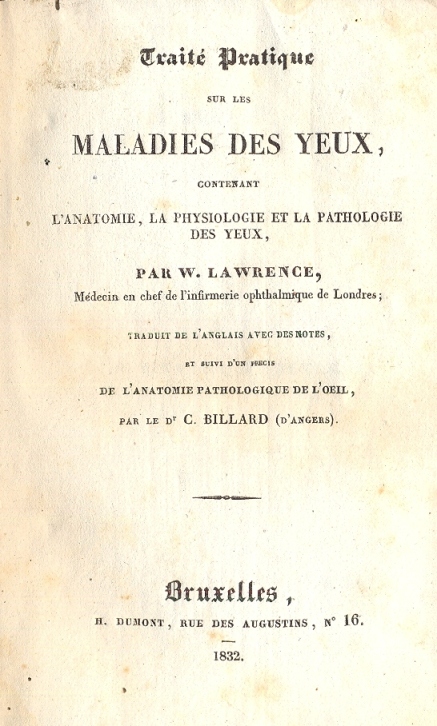 Traité Pratique
SUR LES
MALADIES DES YEUX,
CONTENANT
L'ANATOMIE, LA PHYSIOLOGIE ET LA PATHOLOGIE
DES YEUX,
PAR W. LAWRENCE,
Médecin en chef de l'infirmerie ophthalmique de Londres;
TRADUIT DE L'ANGLAIS AVEC DES NOTES,
ET SUIVI D'UN PRECIS
DE L'ANATOMIE PATHOLOGIQUE DE L'OEIL,
PAR LE Dr C. BILLARD (D'ANGERS).
Bruxelles,
H. DUMONT, RUE DES AUGUSTINS, N° 16.
1832.